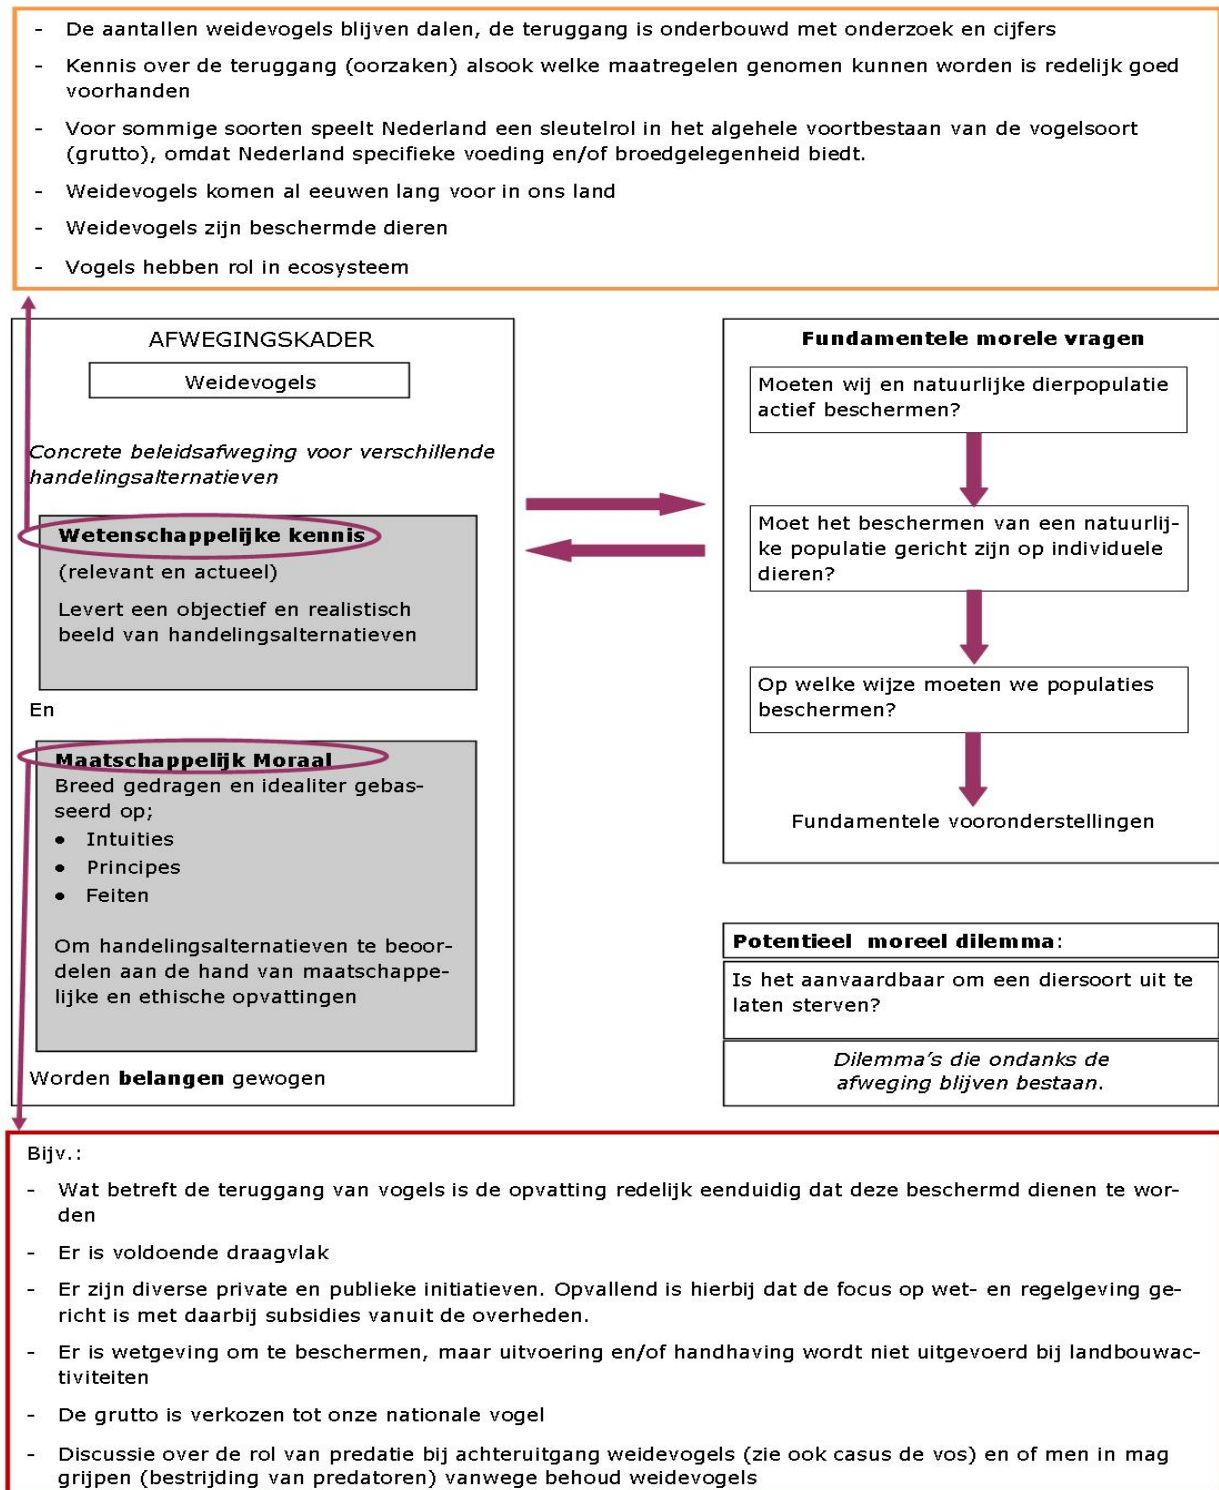 - De aantallen weidevogels blijven dalen, de teruggang is onderbouwd met onderzoek en cijfers
- Kennis over de teruggang (oorzaken) alsook welke maatregelen genomen kunnen worden is redelijk goed
voorhanden
- Voor sommige soorten speelt Nederland een sleutelrol in het algehele voortbestaan van de vogelsoort
(grutto), omdat Nederland specifieke voeding en/of broedgelegenheid biedt.
- Weidevogels komen al eeuwen lang voor in ons land
- Weidevogels zijn beschermde dieren
- Vogels hebben rol in ecosysteem
AFWEGINGSKADER
Weidevogels
Concrete beleidsafweging voor verschillende
handelingsalternatieven
Wetenschappelijke kennis
(relevant en actueel)
Levert een objectief en realistisch
beeld van handelingsalternatieven
En
Maatschappelijk Moraal
Breed gedragen en idealiter gebas-
seerd op;
• Intuities
• Principes
• Feiten
Om handelingsalternatieven te beoor-
delen aan de hand van maatschappe-
lijke en ethische opvattingen
Worden belangen gewogen
Fundamentele morele vragen
Moeten wij en natuurlijke dierpopulatie
actief beschermen?
Moet het beschermen van een natuurlij-
ke populatie gericht zijn op individuele
dieren?
Op welke wijze moeten we populaties
beschermen?
Fundamentele vooronderstellingen
Potentieel moreel dilemma:
Is het aanvaardbaar om een diersoort uit te
laten sterven?
Dilemma's die ondanks de
afweging blijven bestaan.
Bijv.:
- Wat betreft de teruggang van vogels is de opvatting redelijk eenduidig dat deze beschermd dienen te wor-
den
- Er is voldoende draagvlak
- Er zijn diverse private en publieke initiatieven. Opvallend is hierbij dat de focus op wet- en regelgeving ge-
richt is met daarbij subsidies vanuit de overheden.
- Er is wetgeving om te beschermen, maar uitvoering en/of handhaving wordt niet uitgevoerd bij landbouwac-
tiviteiten
- De grutto is verkozen tot onze nationale vogel
- Discussie over de rol van predatie bij achteruitgang weidevogels (zie ook casus de vos) en of men in mag
grijpen (bestrijding van predatoren) vanwege behoud weidevogels